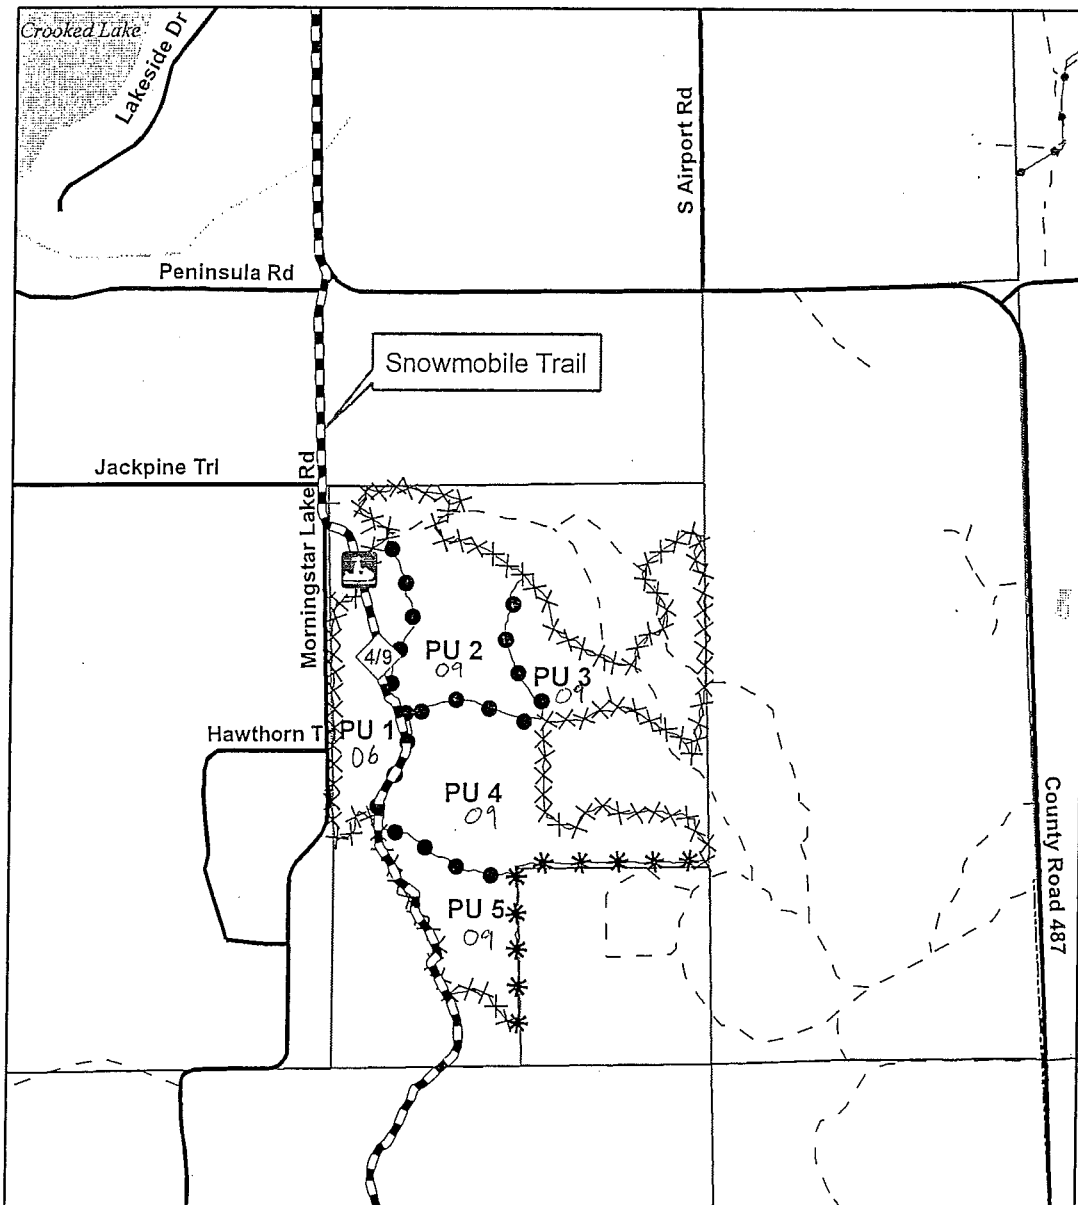 Crooked Lake
Lakeside Dr
S Airport Rd
Peninsula Rd
Snowmobile Trail
Jackpine Trl
Morningstar Lake Rd
4/9
PU 2
09
PU 3
09
Hawthorn T
PU 1
06
PU 4
09
County Road 487
PU 5
09